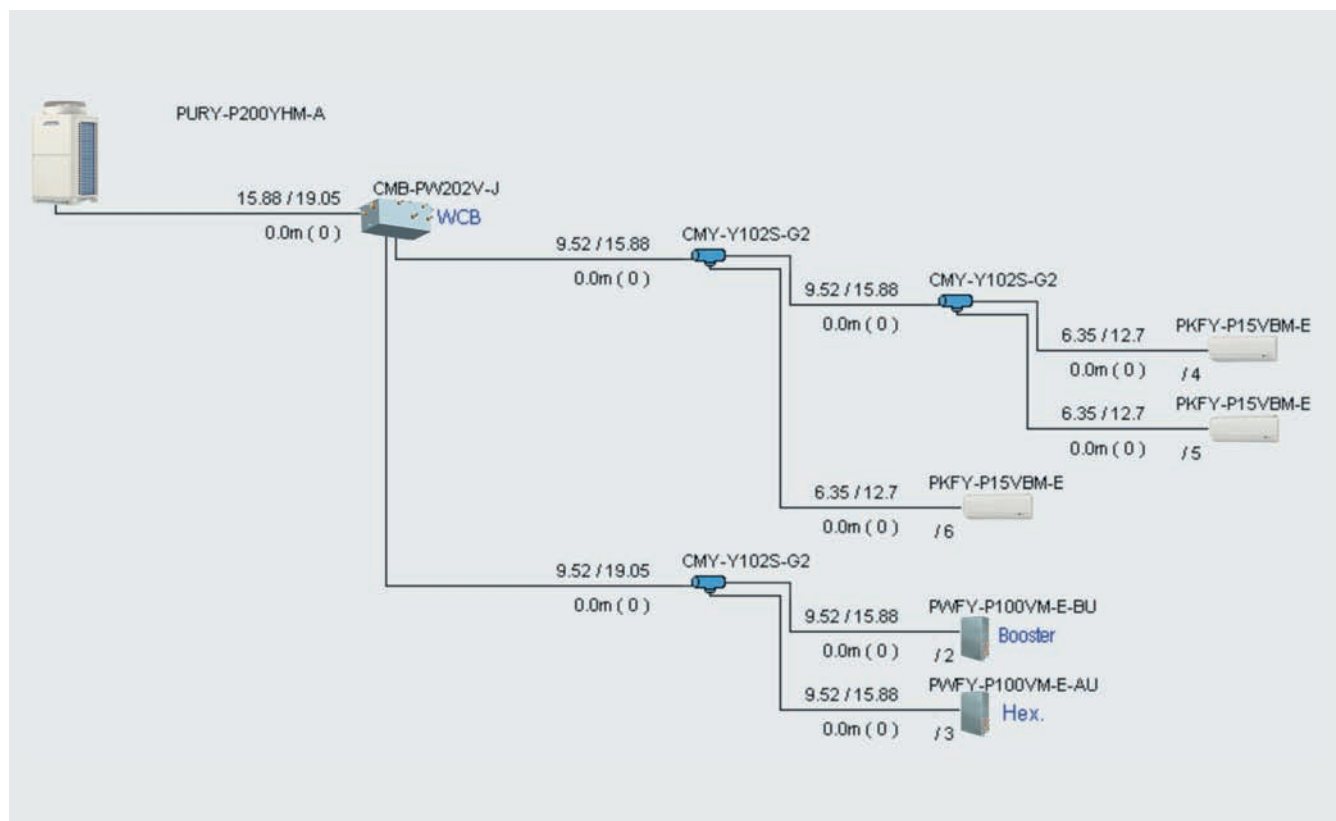 PURY-P200YHM-A
15.88 / 19.05
0.0m ( 0 )
CMB-PW202V-J
WCB
9.52 / 15.88
0.0m ( 0 )
CMY-Y102S-G2
9.52 / 15.88
0.0m ( 0 )
CMY-Y102S-G2
6.35 / 12.7
0.0m ( 0 )
PKFY-P15VBM-E
/ 4
6.35 / 12.7
0.0m ( 0 )
PKFY-P15VBM-E
/ 5
6.35 / 12.7
0.0m ( 0 )
PKFY-P15VBM-E
/ 6
9.52 / 19.05
0.0m ( 0 )
CMY-Y102S-G2
9.52 / 15.88
0.0m ( 0 )
PWFY-P100VM-E-BU
Booster
/ 2
9.52 / 15.88
0.0m ( 0 )
PWFY-P100VM-E-AU
Hex.
/ 3